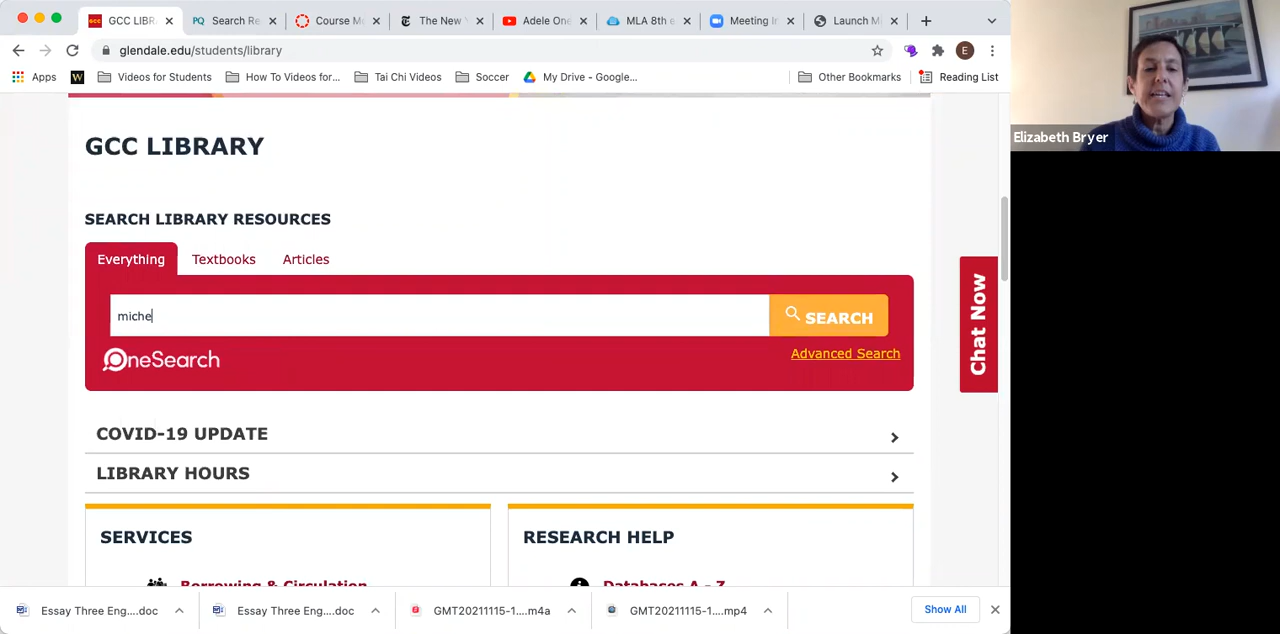 GCC LIBR
PQ Search Re
Course M
The New
Adele One
MLA 8th e
Meeting I
Launch M
glendale.edu/students/library
E
Apps
W
Videos for Students
How To Videos for...
Tai Chi Videos
Soccer
My Drive – Google...
Other Bookmarks
Reading List
GCC LIBRARY
SEARCH LIBRARY RESOURCES
Everything
Textbooks
Articles
miche
SEARCH
OneSearch
Advanced Search
Chat Now
COVID-19 UPDATE
LIBRARY HOURS
SERVICES
Borrowing & Circulation
RESEARCH HELP
Databases A - Z
Essay Three Eng....doc
Essay Three Eng....doc
GMT20211115-1....m4a
GMT20211115-1....mp4
Show All
Elizabeth Bryer